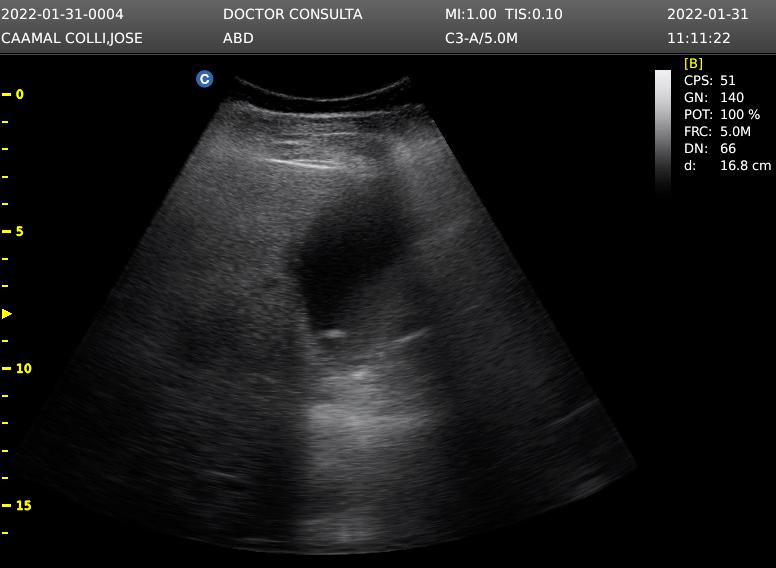 2022-01-31-0004 DOCTOR CONSULTA MI:1.00 TIS:0.10 2022-01-31
CAAMAL COLLI,JOSE ABD C3-A/5.0M 11:11:22
[B]
C
CPS: 51
0
GN: 140
POT: 100 %
FRC: 5.0M
DN: 66
d: 16.8 cm
5
10
15